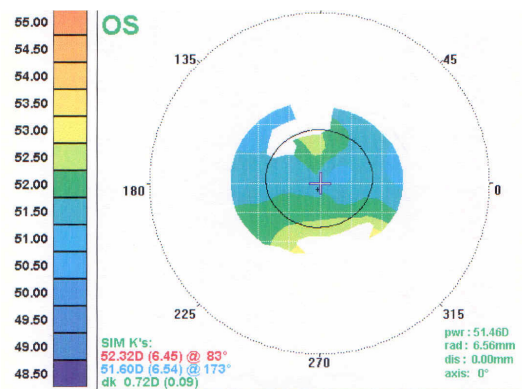 55.00
54.50
54.00
53.50
53.00
52.50
52.00
51.50
51.00
50.50
50.00
49.50
49.00
48.50
OS
135
45
180
0
225
315
270
SIM K's:
52.32D (6.45) @ 83°
51.60D (6.54) @ 173°
dk 0.72D (0.09)
pwr : 51.46D
rad : 6.56mm
dis : 0.00mm
axis: 0°